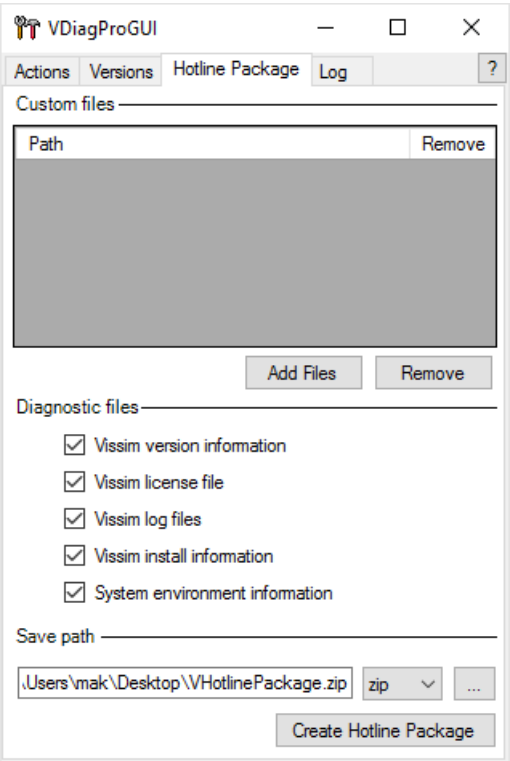 VDiagProGUI
Actions Versions Hotline Package Log ?
Custom files
Path Remove
Add Files Remove
Diagnostic files
Vissim version information
Vissim license file
Vissim log files
Vissim install information
System environment information
Save path
\Users\mak\Desktop\VHotlinePackage.zip zip ...
Create Hotline Package